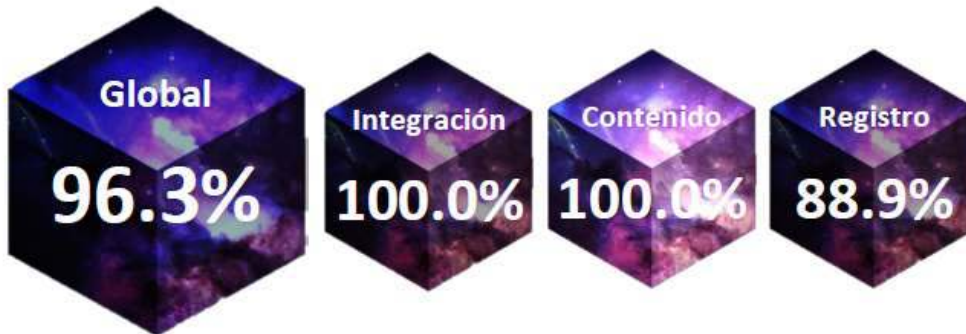 Global
96.3%
Integración
100.0%
Contenido
100.0%
Registro
88.9%